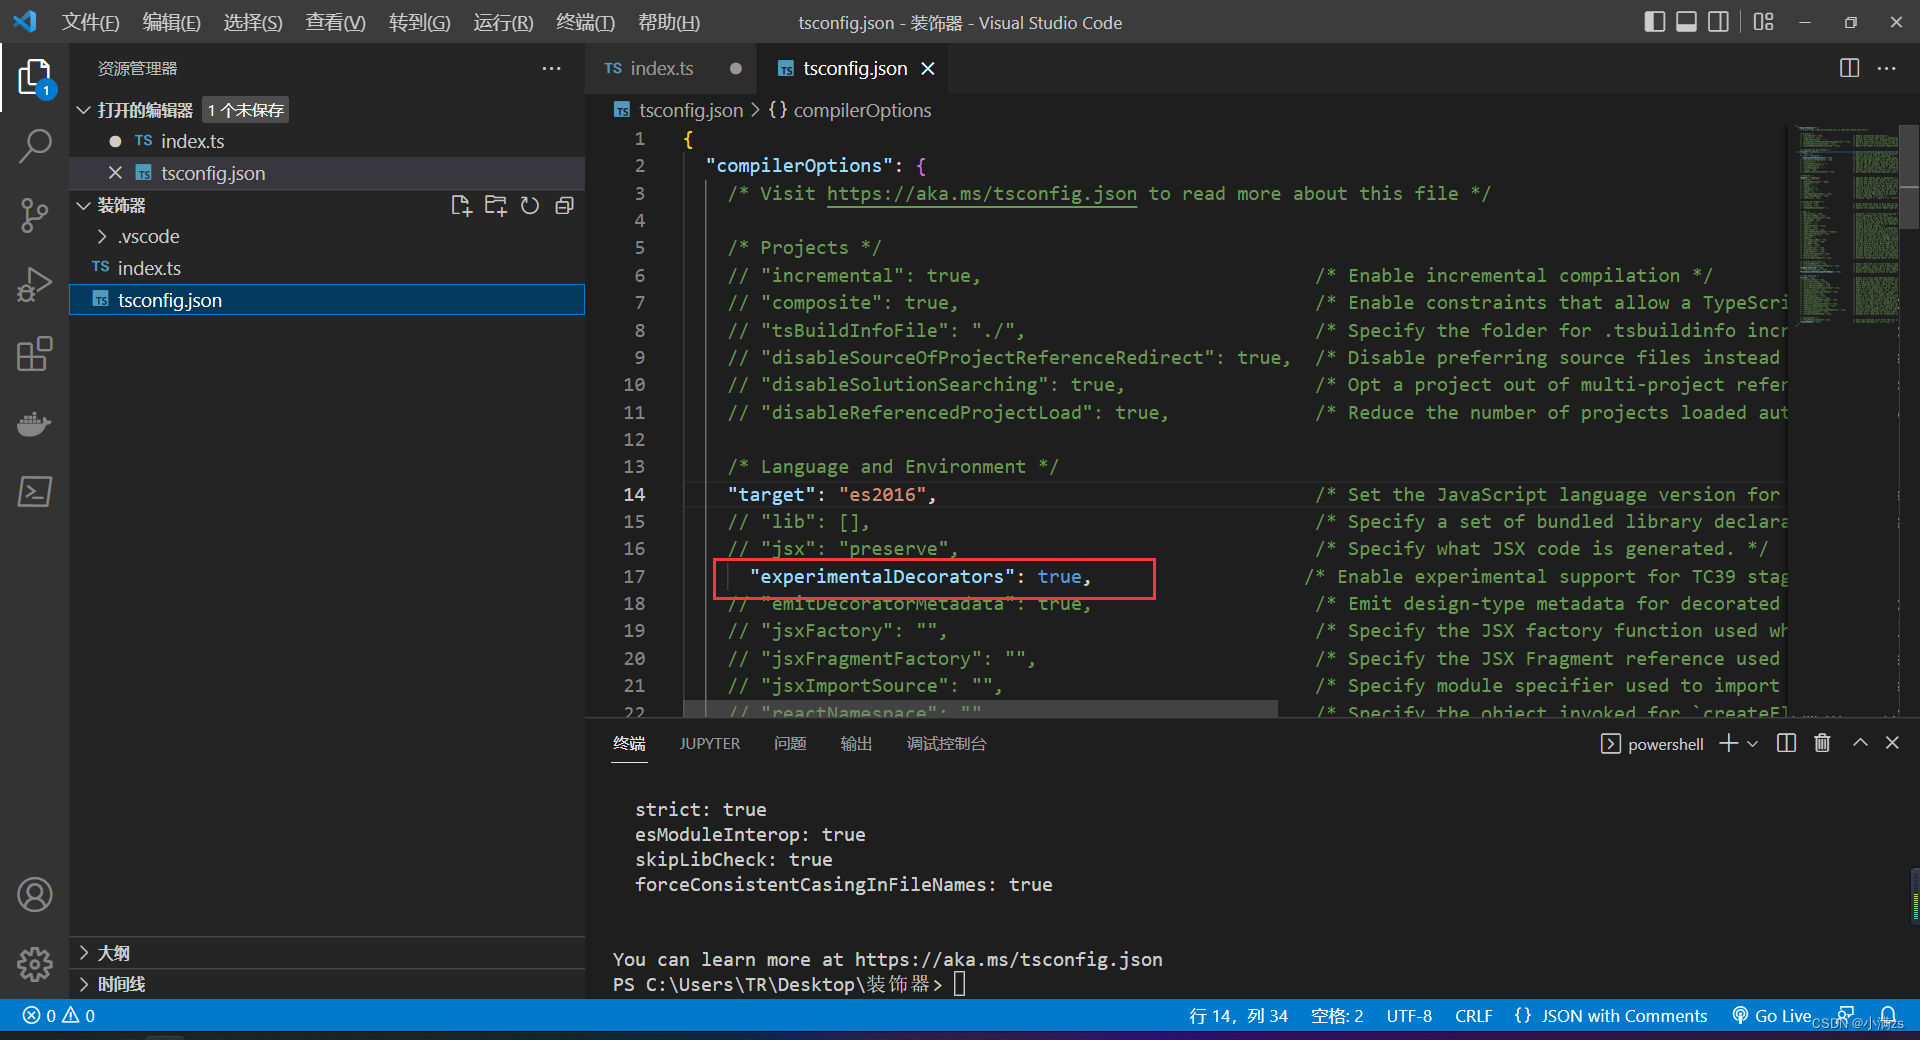 文件(F) 编辑(E) 选择(S) 查看(V) 转到(G) 运行(R) 终端(T) 帮助(H) tsconfig.json - 装饰器 - Visual Studio Code
资源管理器
TS index.ts
TS tsconfig.json
打开的编辑器 1 个未保存
TS index.ts
TS tsconfig.json
装饰器
.vscode
TS index.ts
TS tsconfig.json
大纲
时间线
1
TS tsconfig.json > {} compilerOptions
1 {
2 "compilerOptions": {
3 /* Visit https://aka.ms/tsconfig.json to read more about this file */
4
5 /* Projects */
6 // "incremental": true, /* Enable incremental compilation */
7 // "composite": true, /* Enable constraints that allow a TypeScri
8 // "tsBuildInfoFile": "./", /* Specify the folder for .tsbuildinfo incr
9 // "disableSourceOfProjectReferenceRedirect": true, /* Disable preferring source files instead
10 // "disableSolutionSearching": true, /* Opt a project out of multi-project refer
11 // "disableReferencedProjectLoad": true, /* Reduce the number of projects loaded aut
12
13 /* Language and Environment */
14 "target": "es2016", /* Set the JavaScript language version for
15 // "lib": [], /* Specify a set of bundled library declara
16 // "jsx": "preserve", /* Specify what JSX code is generated. */
17 "experimentalDecorators": true, /* Enable experimental support for TC39 stag
18 // "emitDecoratorMetadata": true, /* Emit design-type metadata for decorated
19 // "jsxFactory": "", /* Specify the JSX factory function used wh
20 // "jsxFragmentFactory": "", /* Specify the JSX Fragment reference used
21 // "jsxImportSource": "", /* Specify module specifier used to import
22 // "reactNamespace": "" /* Specify the object invoked for `createEl
终端 JUPYTER 问题 输出 调试控制台 powershell
strict: true
esModuleInterop: true
skipLibCheck: true
forceConsistentCasingInFileNames: true
You can learn more at https://aka.ms/tsconfig.json
PS C:\Users\TR\Desktop\装饰器>
0 0 行 14，列 34 空格: 2 UTF-8 CRLF {} JSON with Comments Go Live
CSDN @小满zs